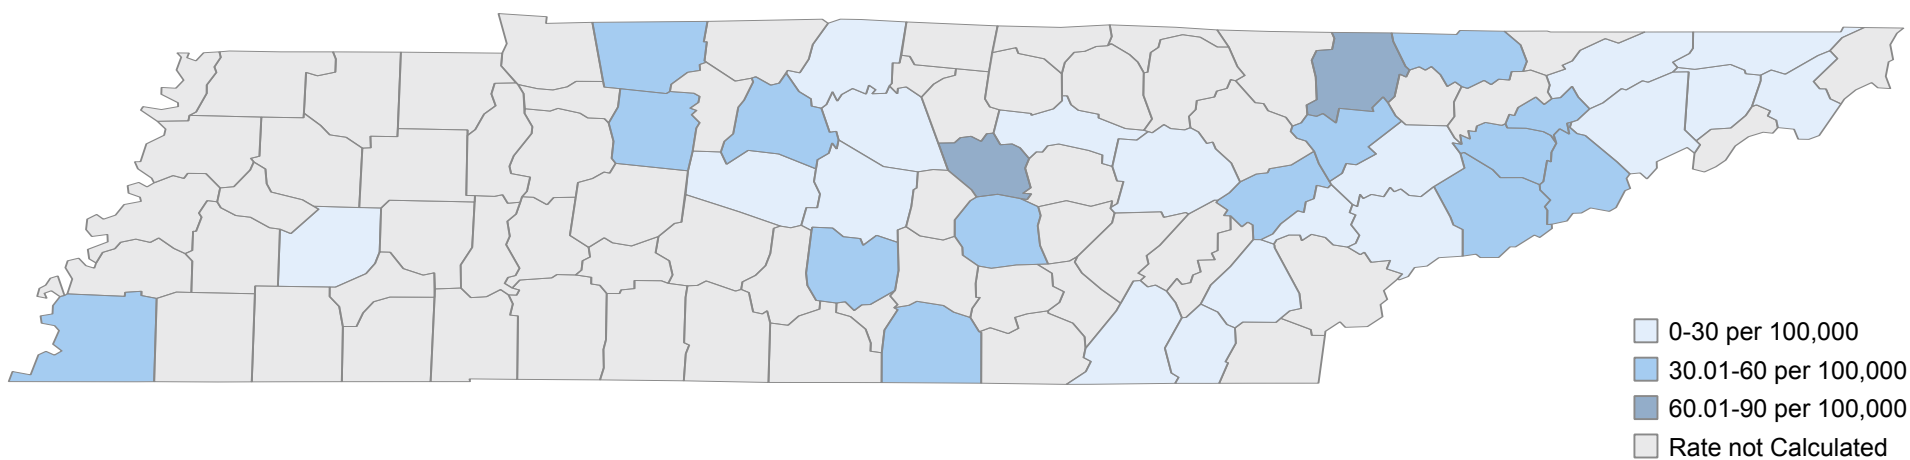 0-30 per 100,000
30.01-60 per 100,000
60.01-90 per 100,000
Rate not Calculated